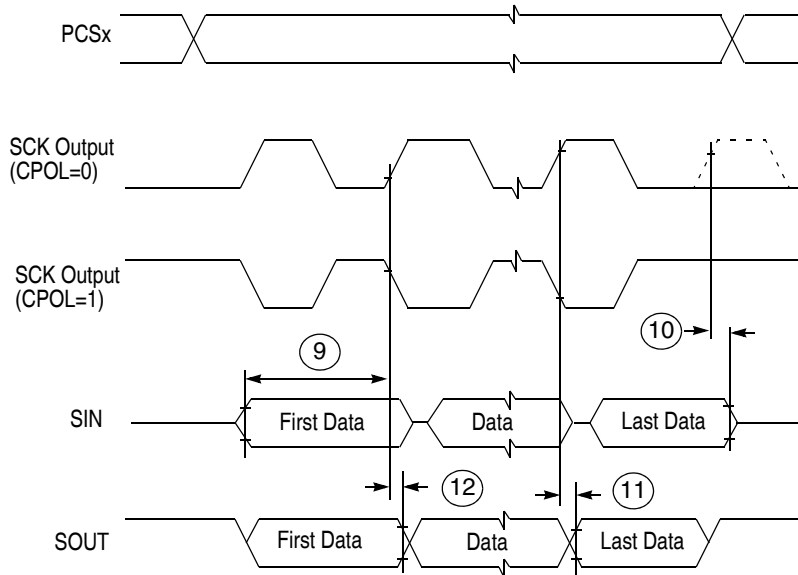 PCSx
SCK Output
(CPOL=0)
SCK Output
(CPOL=1)
10
9
SIN
First Data
Data
Last Data
12
11
SOUT
First Data
Data
Last Data